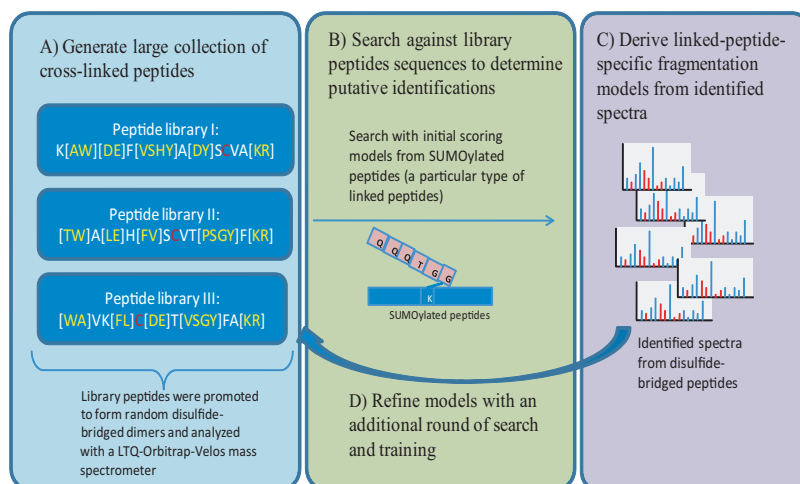 A) Generate large collection of
cross-linked peptides
Peptide library I:
K[AW][DE]F[VSHY]A[DY]SCVA[KR]
Peptide library II:
[TW]A[LE]H[FV]SCVT[PSGY]F[KR]
Peptide library III:
[WA]VK[FL]C[DE]T[VSGY]FA[KR]
Library peptides were promoted
to form random disulfide-
bridged dimers and analyzed
with a LTQ-Orbitrap-Velos mass
spectrometer
B) Search against library
peptides sequences to determine
putative identifications
Search with initial scoring
models from SUMOylated
peptides (a particular type of
linked peptides)
Q Q Q T G G
K
SUMOylated peptides
D) Refine models with an
additional round of search
and training
C) Derive linked-peptide-
specific fragmentation
models from identified
spectra
Identified spectra
from disulfide-
bridged peptides